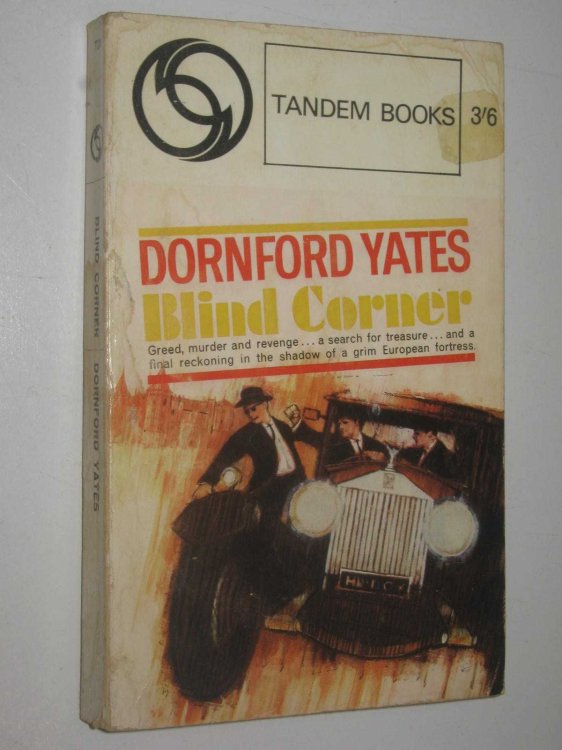 TANDEM BOOKS 3'6
DORNFORD YATES
Blind Corner
Greed, murder and revenge... a search for treasure... and a
final reckoning in the shadow of a grim European fortress.
BLIND CORNER DORNFORD YATES